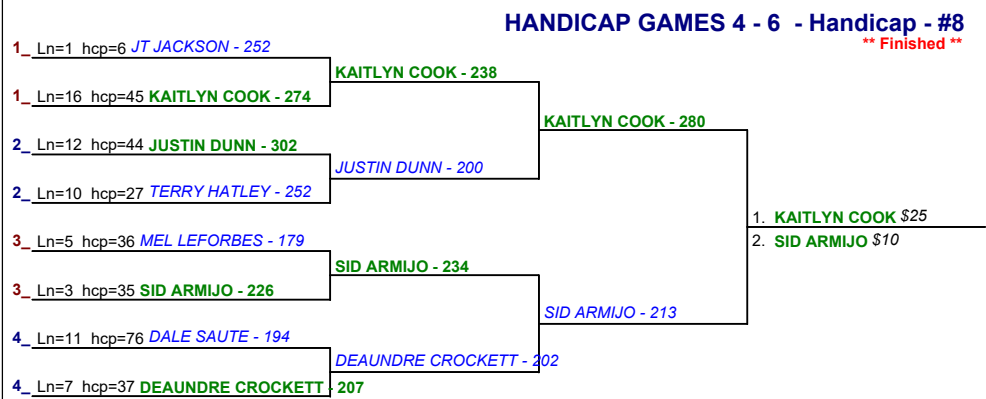 HANDICAP GAMES 4 - 6 - Handicap - #8
** Finished **
1_ Ln=1 hcp=6 JT JACKSON - 252
KAITLYN COOK - 238
1_ Ln=16 hcp=45 KAITLYN COOK - 274
KAITLYN COOK - 280
2_ Ln=12 hcp=44 JUSTIN DUNN - 302
JUSTIN DUNN - 200
2_ Ln=10 hcp=27 TERRY HATLEY - 252
1. KAITLYN COOK $25
2. SID ARMIJO $10
3_ Ln=5 hcp=36 MEL LEFORBES - 179
SID ARMIJO - 234
3_ Ln=3 hcp=35 SID ARMIJO - 226
SID ARMIJO - 213
4_ Ln=11 hcp=76 DALE SAUTE - 194
DEAUNDRE CROCKETT - 202
4_ Ln=7 hcp=37 DEAUNDRE CROCKETT - 207